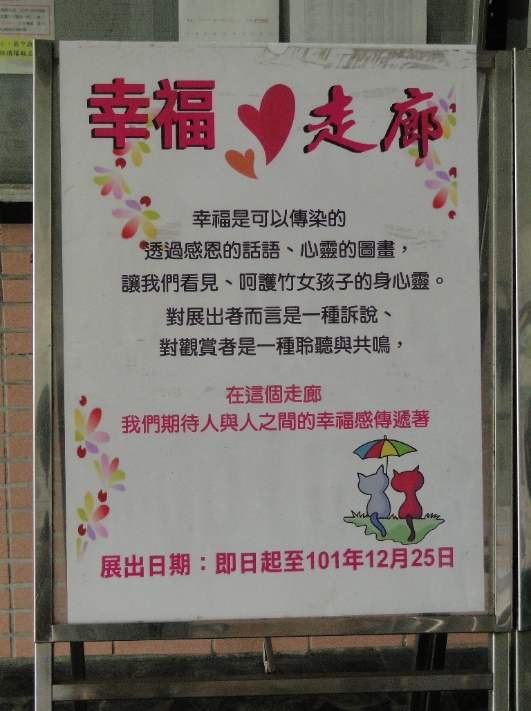 幸福走廊
幸福是可以傳染的
透過感恩的話語、心靈的圖畫，
讓我們看見、呵護竹女孩子的身心靈。
對展出者而言是一種訴說、
對觀賞者是一種聆聽與共鳴，
在這個走廊
我們期待人與人之間的幸福感傳遞著
展出日期：即日起至101年12月25日